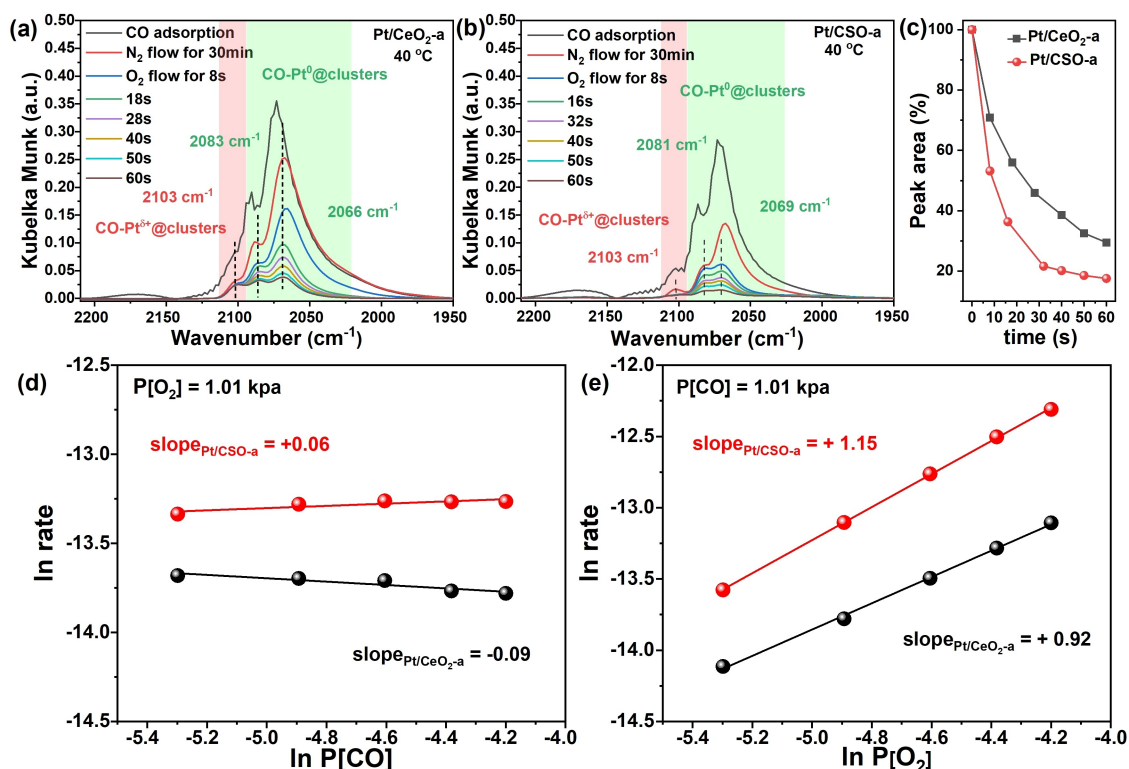 (a)
CO adsorption
N₂ flow for 30min
O₂ flow for 8s
18s
28s
40s
50s
60s
Pt/CeO₂-a
40 °C
CO-Pt⁰@clusters
2083 cm⁻¹
2103 cm⁻¹
2066 cm⁻¹
CO-Ptᵟ⁺@clusters
Kubelka Munk (a.u.)
0.50
0.45
0.40
0.35
0.30
0.25
0.20
0.15
0.10
0.05
0.00
2200 2150 2100 2050 2000 1950
Wavenumber (cm⁻¹)
(b)
CO adsorption
N₂ flow for 30min
O₂ flow for 8s
16s
32s
40s
50s
60s
Pt/CSO-a
40 °C
CO-Pt⁰@clusters
2081 cm⁻¹
2069 cm⁻¹
CO-Ptᵟ⁺@clusters
2103 cm⁻¹
Kubelka Munk (a.u.)
0.50
0.45
0.40
0.35
0.30
0.25
0.20
0.15
0.10
0.05
0.00
2200 2150 2100 2050 2000 1950
Wavenumber (cm⁻¹)
(c)
Pt/CeO₂-a
Pt/CSO-a
Peak area (%)
100
80
60
40
20
0 10 20 30 40 50 60
time (s)
(d)
P[O₂] = 1.01 kpa
slope Pt/CSO-a = +0.06
slope Pt/CeO₂-a = -0.09
ln rate
-12.5
-13.0
-13.5
-14.0
-14.5
-5.4 -5.2 -5.0 -4.8 -4.6 -4.4 -4.2 -4.0
ln P[CO]
(e)
P[CO] = 1.01 kpa
slope Pt/CSO-a = + 1.15
slope Pt/CeO₂-a = + 0.92
ln rate
-12.0
-12.5
-13.0
-13.5
-14.0
-14.5
-5.4 -5.2 -5.0 -4.8 -4.6 -4.4 -4.2 -4.0
ln P[O₂]